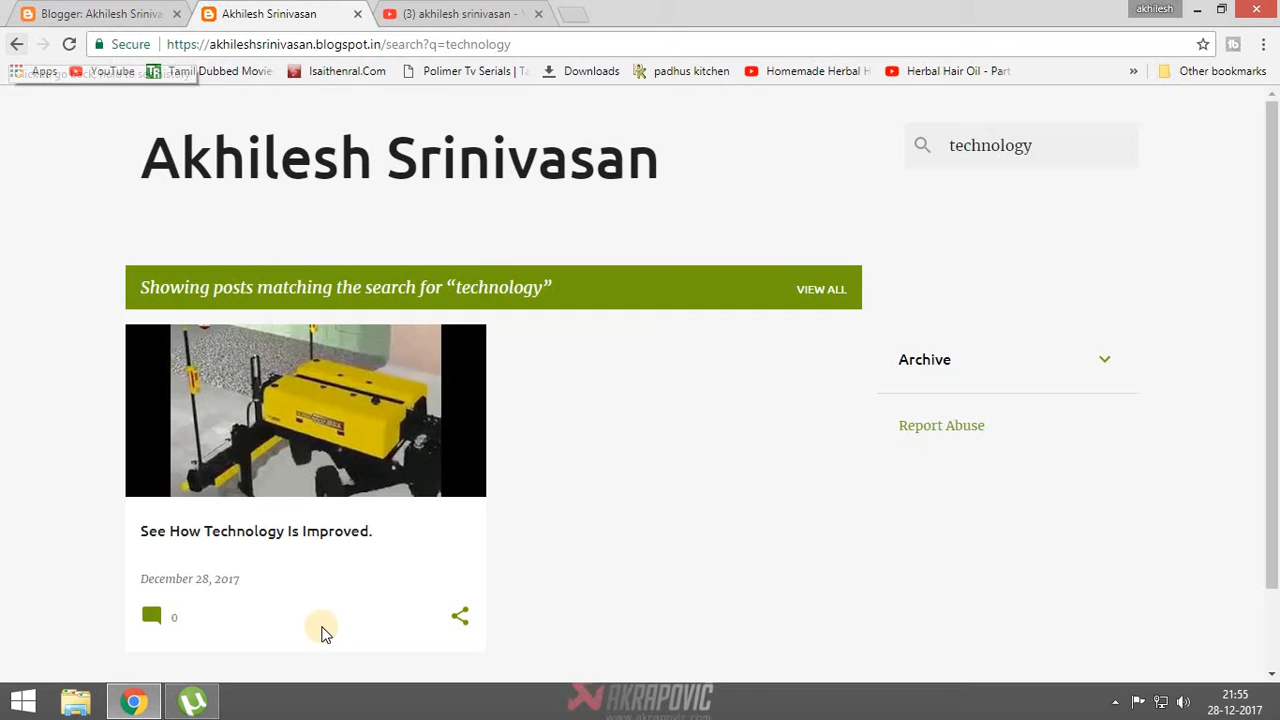 Blogger: Akhilesh Sriniva
Akhilesh Srinivasan
(3) akhilesh srinivasan -
akhilesh
Secure
https://akhileshsrinivasan.blogspot.in/search?q=technology
Apps
YouTube
Tamil Dubbed Movie
Isaithenral.Com
Polimer Tv Serials | Ta
Downloads
padhus kitchen
Homemade Herbal H
Herbal Hair Oil - Part
»
Other bookmarks
Akhilesh Srinivasan
technology
Showing posts matching the search for “technology”
VIEW ALL
Archive
Report Abuse
See How Technology Is Improved.
December 28, 2017
0
AKRAPOVIC
www.akrapovic.com
21:55
28-12-2017